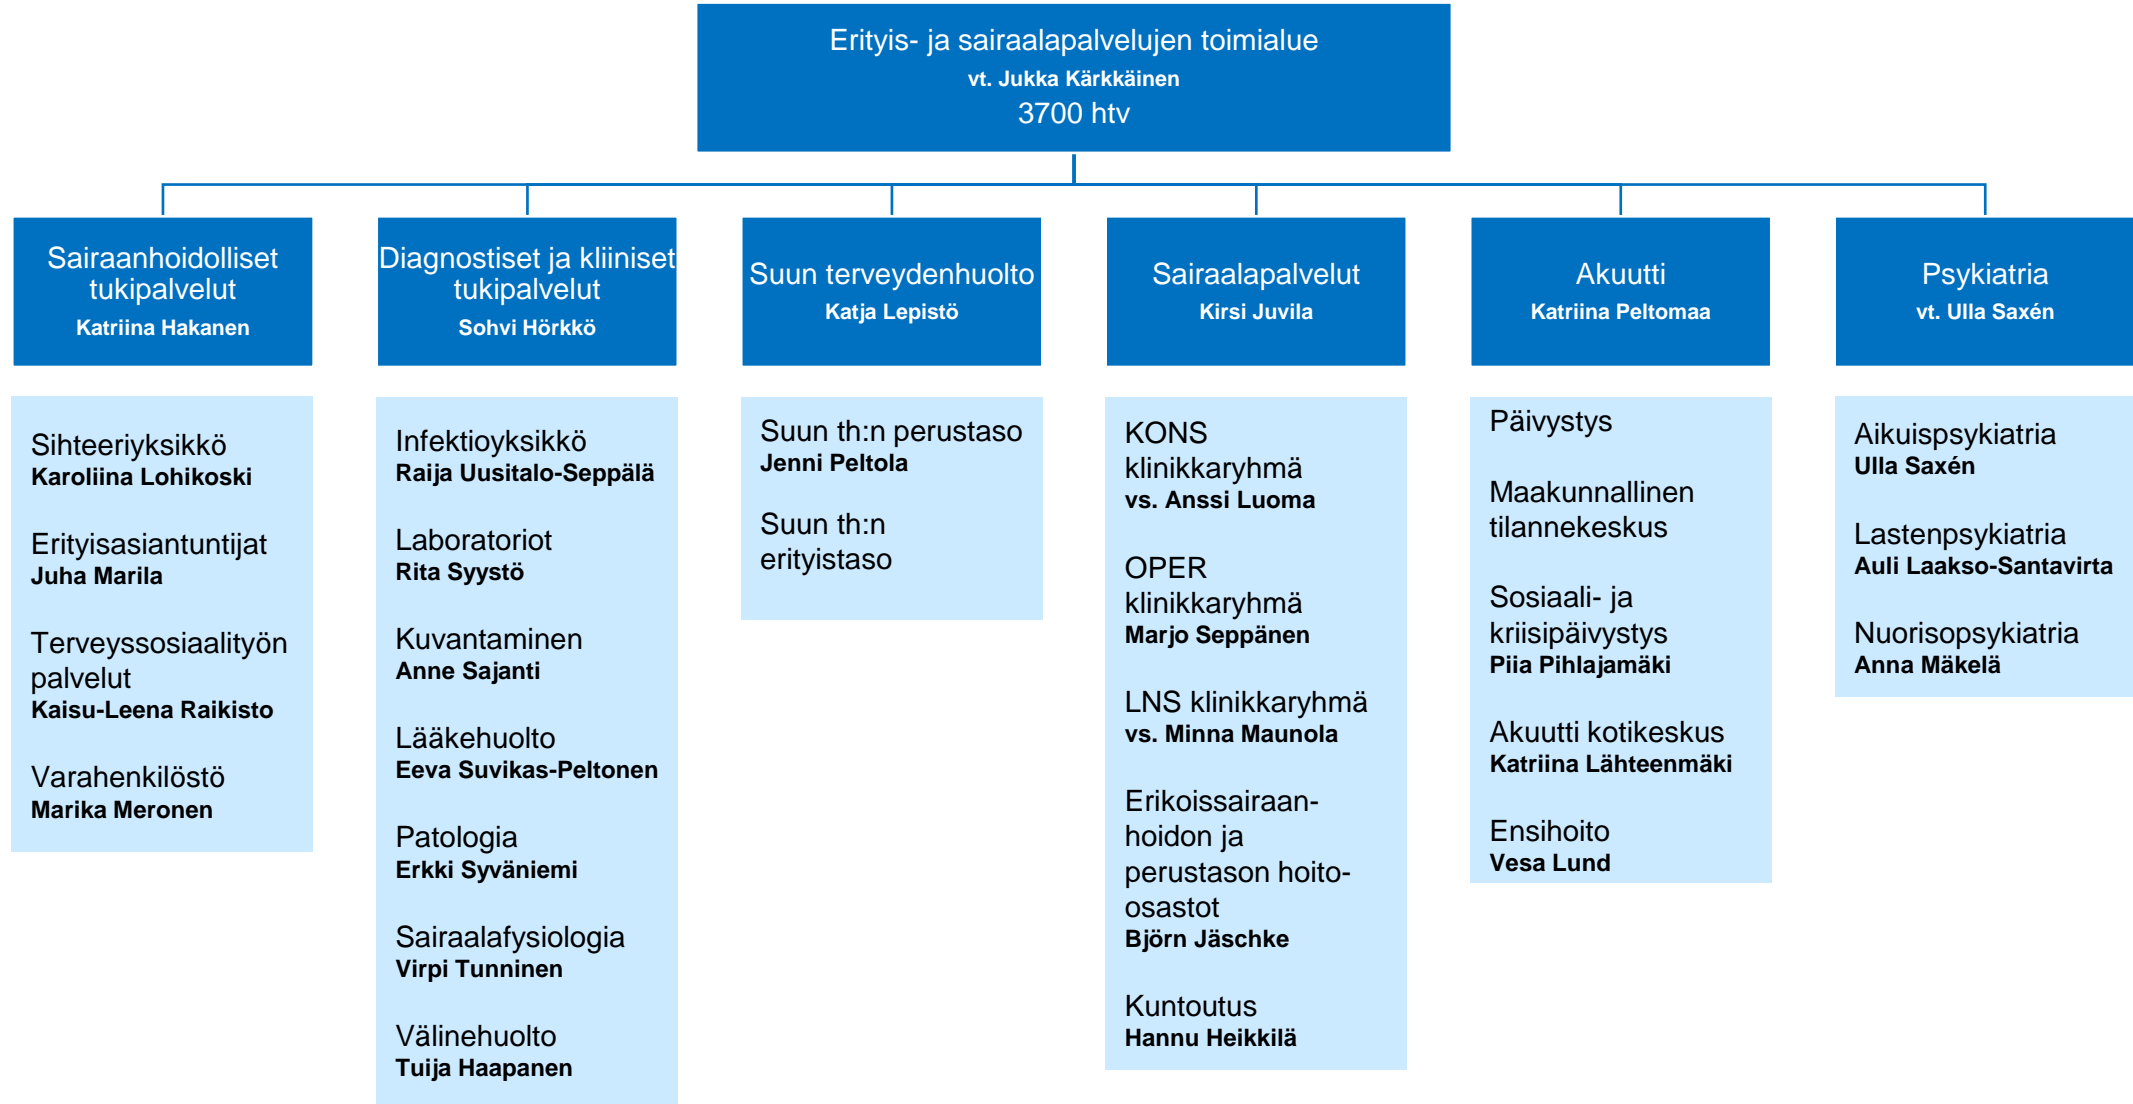 Erityis- ja sairaalapalvelujen toimialue
vt. Jukka Kärkkäinen
3700 htv
Sairaanhoidolliset
tukipalvelut
Katriina Hakanen
Sihteeriyksikkö
Karoliina Lohikoski
Erityisasiantuntijat
Juha Marila
Terveyssosiaalityön
palvelut
Kaisu-Leena Raikisto
Varahenkilöstö
Marika Meronen
Diagnostiset ja kliiniset
tukipalvelut
Sohvi Hörkkö
Infektioyksikkö
Raija Uusitalo-Seppälä
Laboratoriot
Rita Syystö
Kuvantaminen
Anne Sajanti
Lääkehuolto
Eeva Suvikas-Peltonen
Patologia
Erkki Syväniemi
Sairaalafysiologia
Virpi Tunninen
Välinehuolto
Tuija Haapanen
Suun terveydenhuolto
Katja Lepistö
Suun th:n perustaso
Jenni Peltola
Suun th:n
erityistaso
Sairaalapalvelut
Kirsi Juvila
KONS
klinikkaryhmä
vs. Anssi Luoma
OPER
klinikkaryhmä
Marjo Seppänen
LNS klinikkaryhmä
vs. Minna Maunola
Erikoissairaan-
hoidon ja
perustason hoito-
osastot
Björn Jäschke
Kuntoutus
Hannu Heikkilä
Akuutti
Katriina Peltomaa
Päivystys
Maakunnallinen
tilannekeskus
Sosiaali- ja
kriisipäivystys
Piia Pihlajamäki
Akuutti kotikeskus
Katriina Lähteenmäki
Ensihoito
Vesa Lund
Psykiatria
vt. Ulla Saxén
Aikuispsykiatria
Ulla Saxén
Lastenpsykiatria
Auli Laakso-Santavirta
Nuorisopsykiatria
Anna Mäkelä